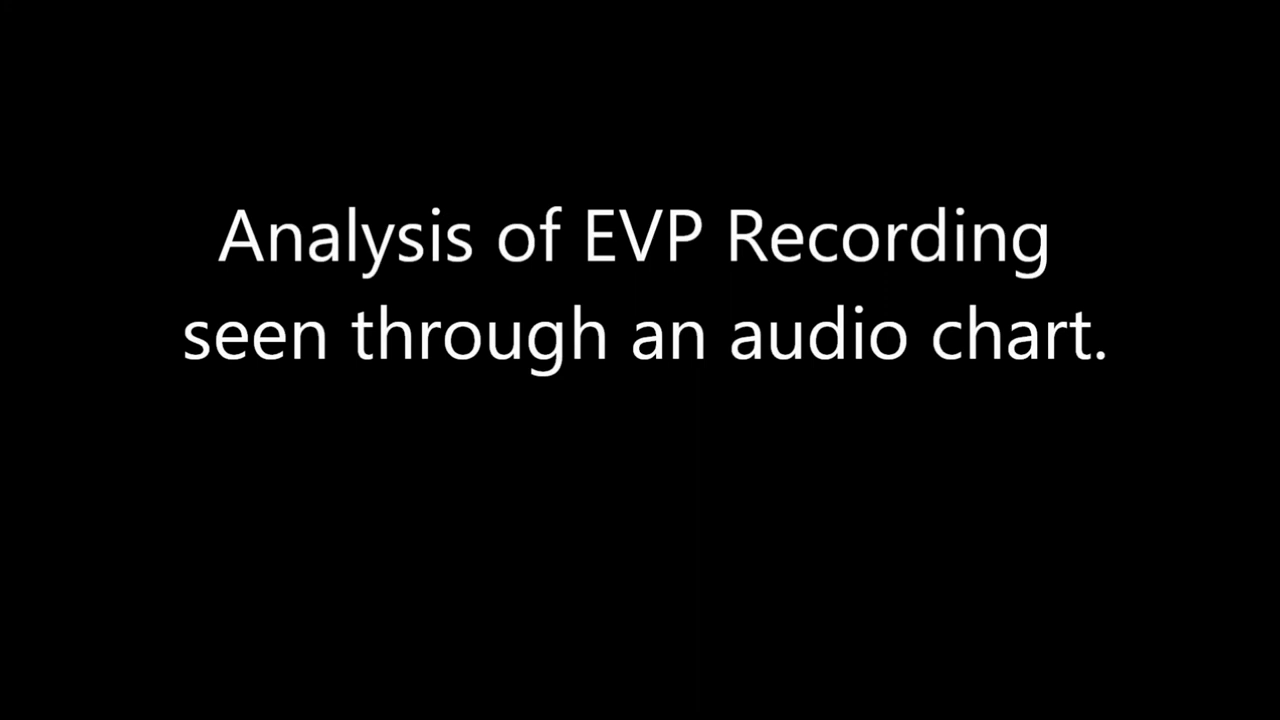 Analysis of EVP Recording
seen through an audio chart.